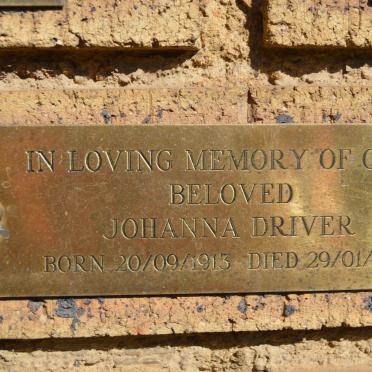 IN LOVING MEMORY OF
BELOVED
JOHANNA DRIVER
BORN 20/09/1913 DIED 29/01/